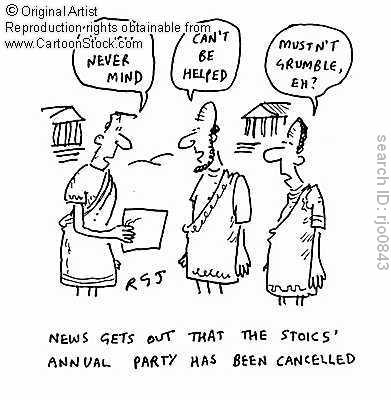 © Original Artist
Reproduction rights obtainable from
www.CartoonStock.com
NEVER
MIND
CAN'T
BE
HELPED
MUSTN'T
GRUMBLE,
EH?
RGJ
NEWS GETS OUT THAT THE STOICS'
ANNUAL PARTY HAS BEEN CANCELLED
search ID: rjo0843